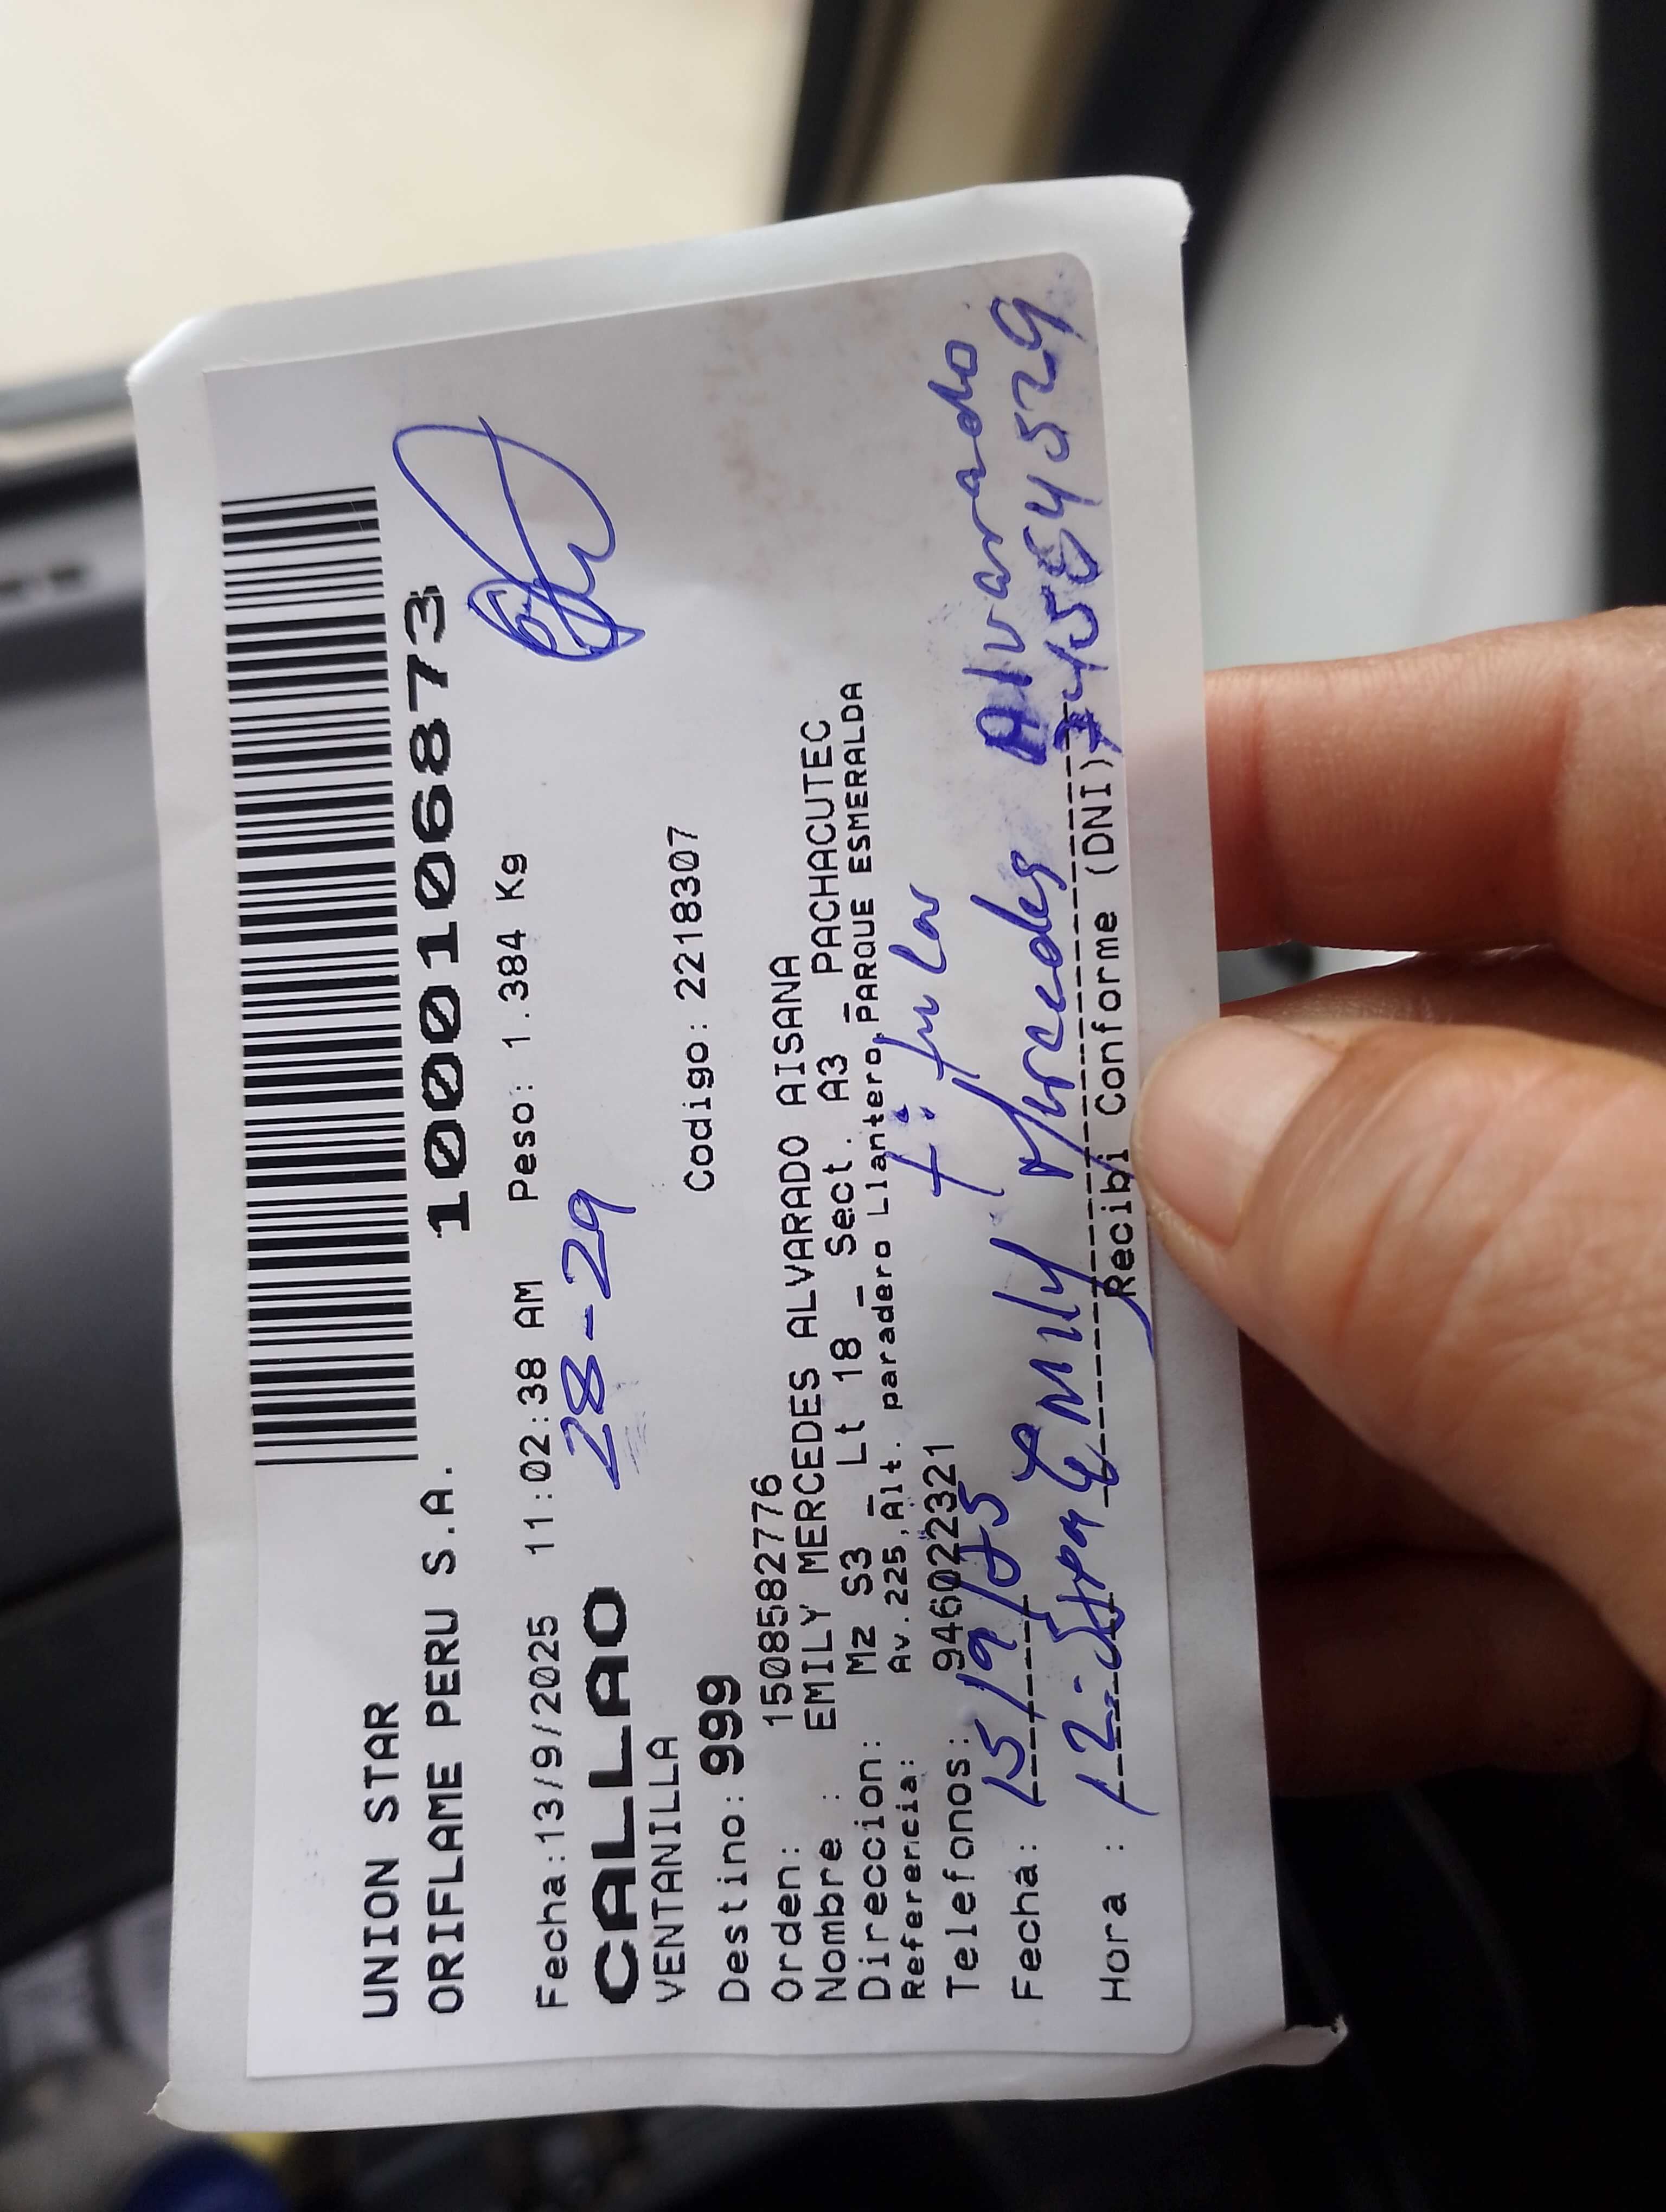 UNION STAR
ORIFLAME PERU S.A.
1000106873
Fecha:13/9/2025 11:02:38 AM Peso: 1.384 Kg
CALLAO
28-29
VENTANILLA
Codigo: 2218307
Destino: 999
Orden: 1508582776
Nombre : EMILY MERCEDES ALVARADO AISANA
Direccion: Mz S3 _ Lt 18 _ Sect. A3 _ PACHACUTEC
Referencia: Av.225,Alt. paradero Llantero,PARQUE ESMERALDA
Telefonos: 946022321
titular
Fecha: 15/9/25
Emily Mercedes Alvarado
Hora : 12:
Recibi Conforme (DNI)